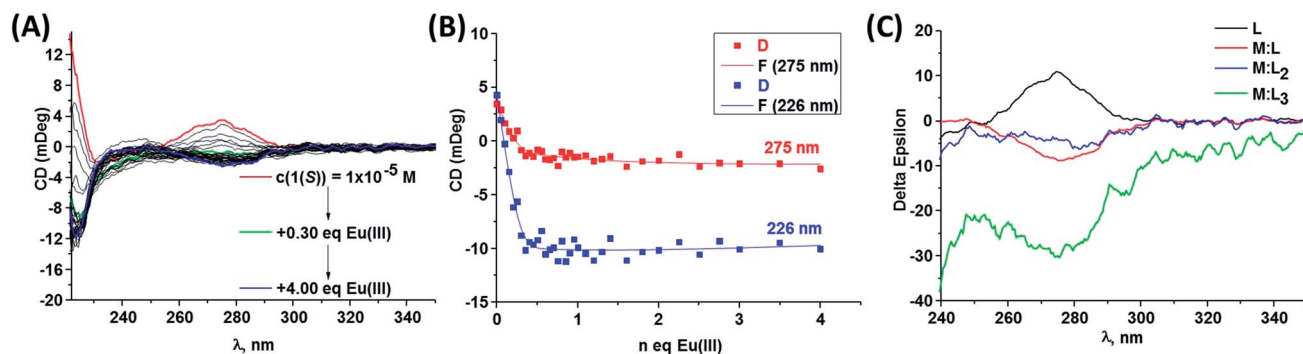 (A)
CD (mDeg)
12
8
4
0
-4
-8
-12
-16
-20
c(1(S)) = 1x10⁻⁵ M
+0.30 eq Eu(III)
+4.00 eq Eu(III)
240 260 280 300 320 340
λ, nm
(B)
CD (mDeg)
10
5
0
-5
-10
-15
D
F (275 nm)
D
F (226 nm)
275 nm
226 nm
0 1 2 3 4
n eq Eu(III)
(C)
Delta Epsilon
30
20
10
0
-10
-20
-30
-40
L
M:L
M:L₂
M:L₃
240 260 280 300 320 340
λ, nm